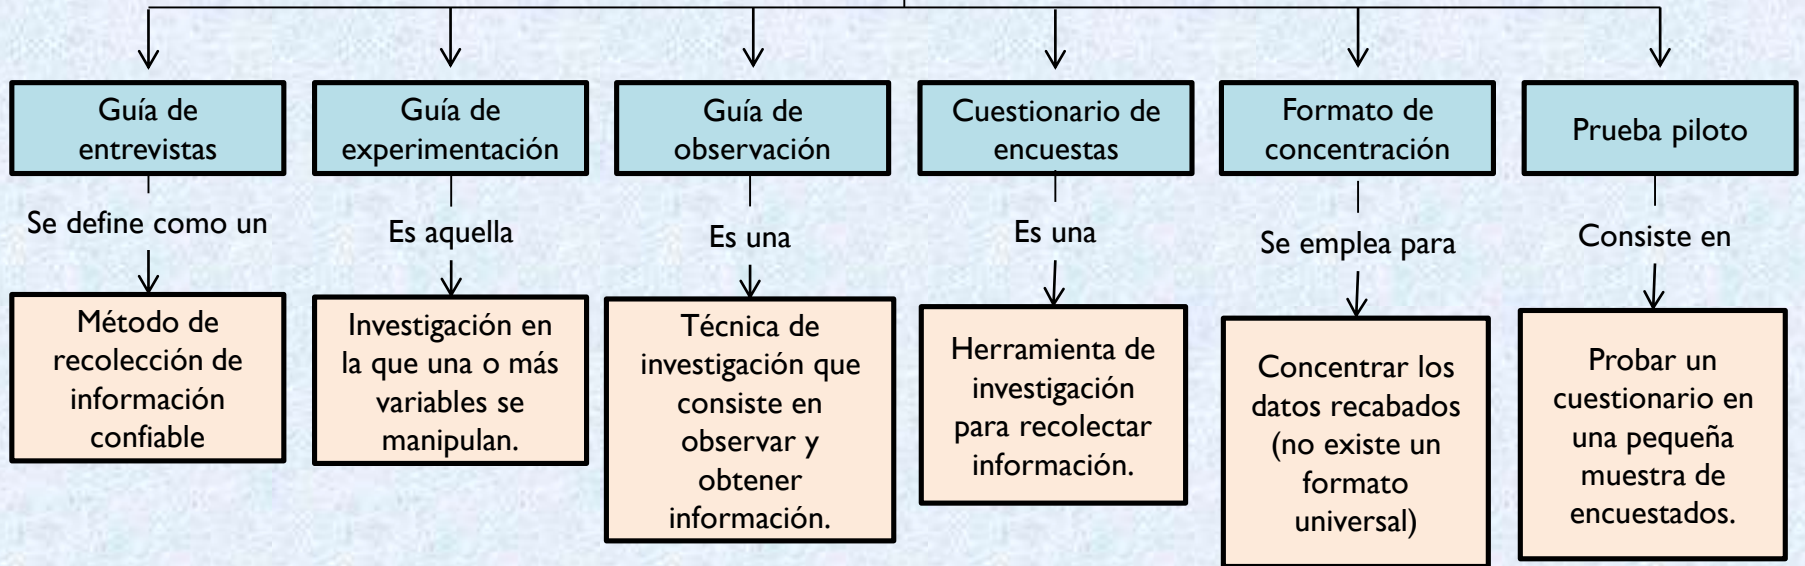 Guía de
entrevistas
Se define como un
Método de
recolección de
información
confiable
Guía de
experimentación
Es aquella
Investigación en
la que una o más
variables se
manipulan.
Guía de
observación
Es una
Técnica de
investigación que
consiste en
observar y
obtener
información.
Cuestionario de
encuestas
Es una
Herramienta de
investigación
para recolectar
información.
Formato de
concentración
Se emplea para
Concentrar los
datos recabados
(no existe un
formato
universal)
Prueba piloto
Consiste en
Probar un
cuestionario en
una pequeña
muestra de
encuestados.